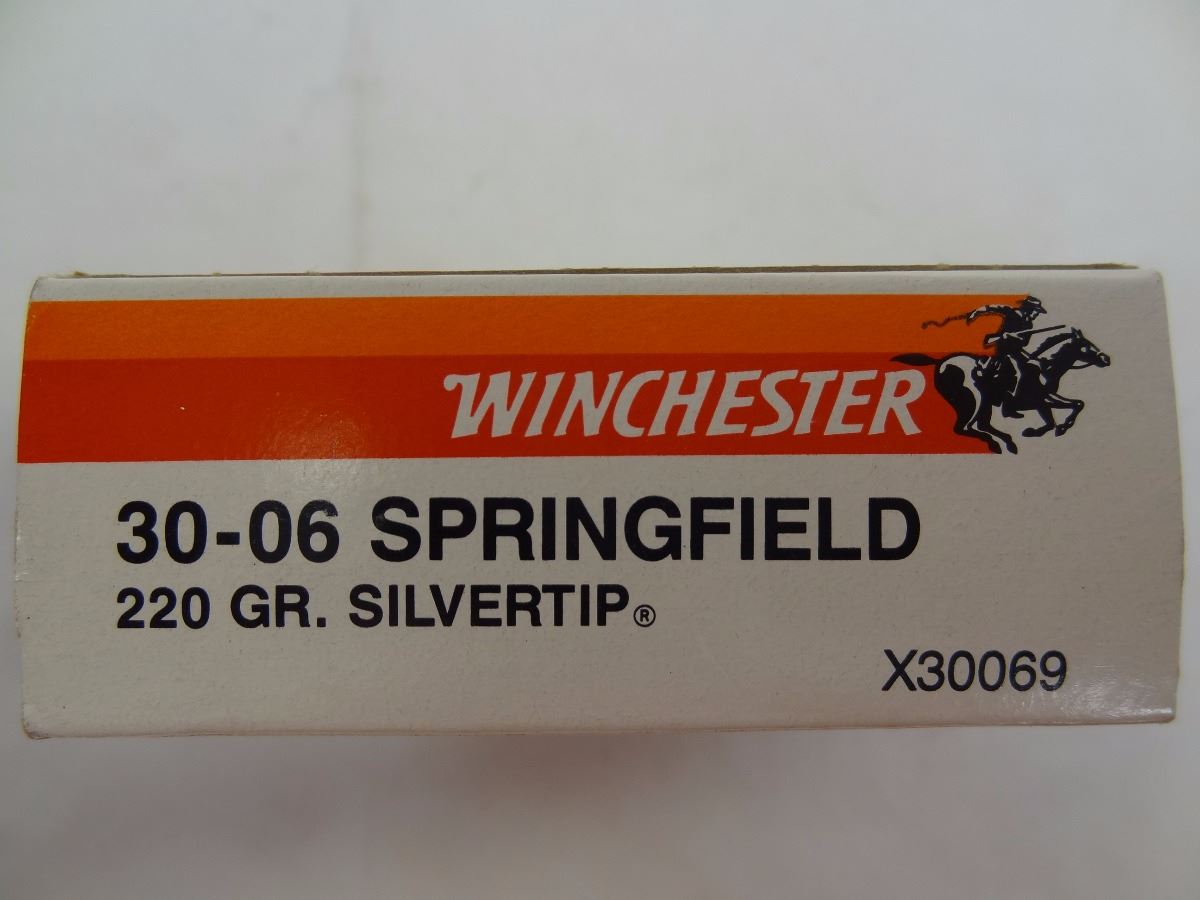 WINCHESTER
30-06 SPRINGFIELD
220 GR. SILVERTIP®
X30069